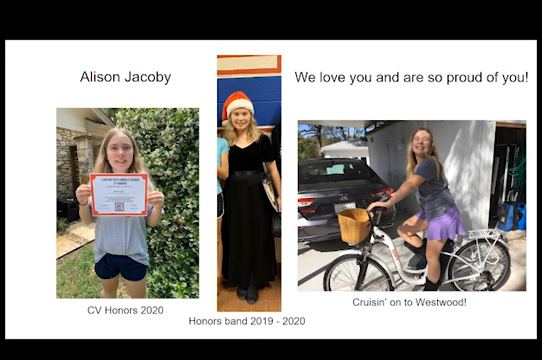 Alison Jacoby
We love you and are so proud of you!
CV Honors 2020
Honors band 2019 - 2020
Cruisin' on to Westwood!